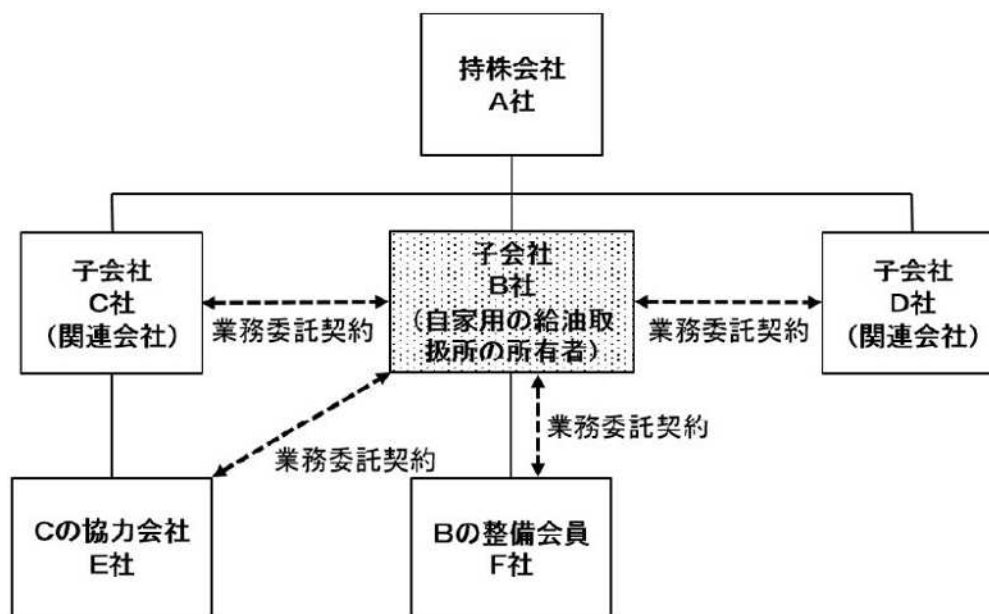 持株会社
A社
子会社
C社
(関連会社)
業務委託契約
子会社
B社
(自家用の給油取
扱所の所有者)
業務委託契約
子会社
D社
(関連会社)
業務委託契約
業務委託契約
Cの協力会社
E社
Bの整備会員
F社